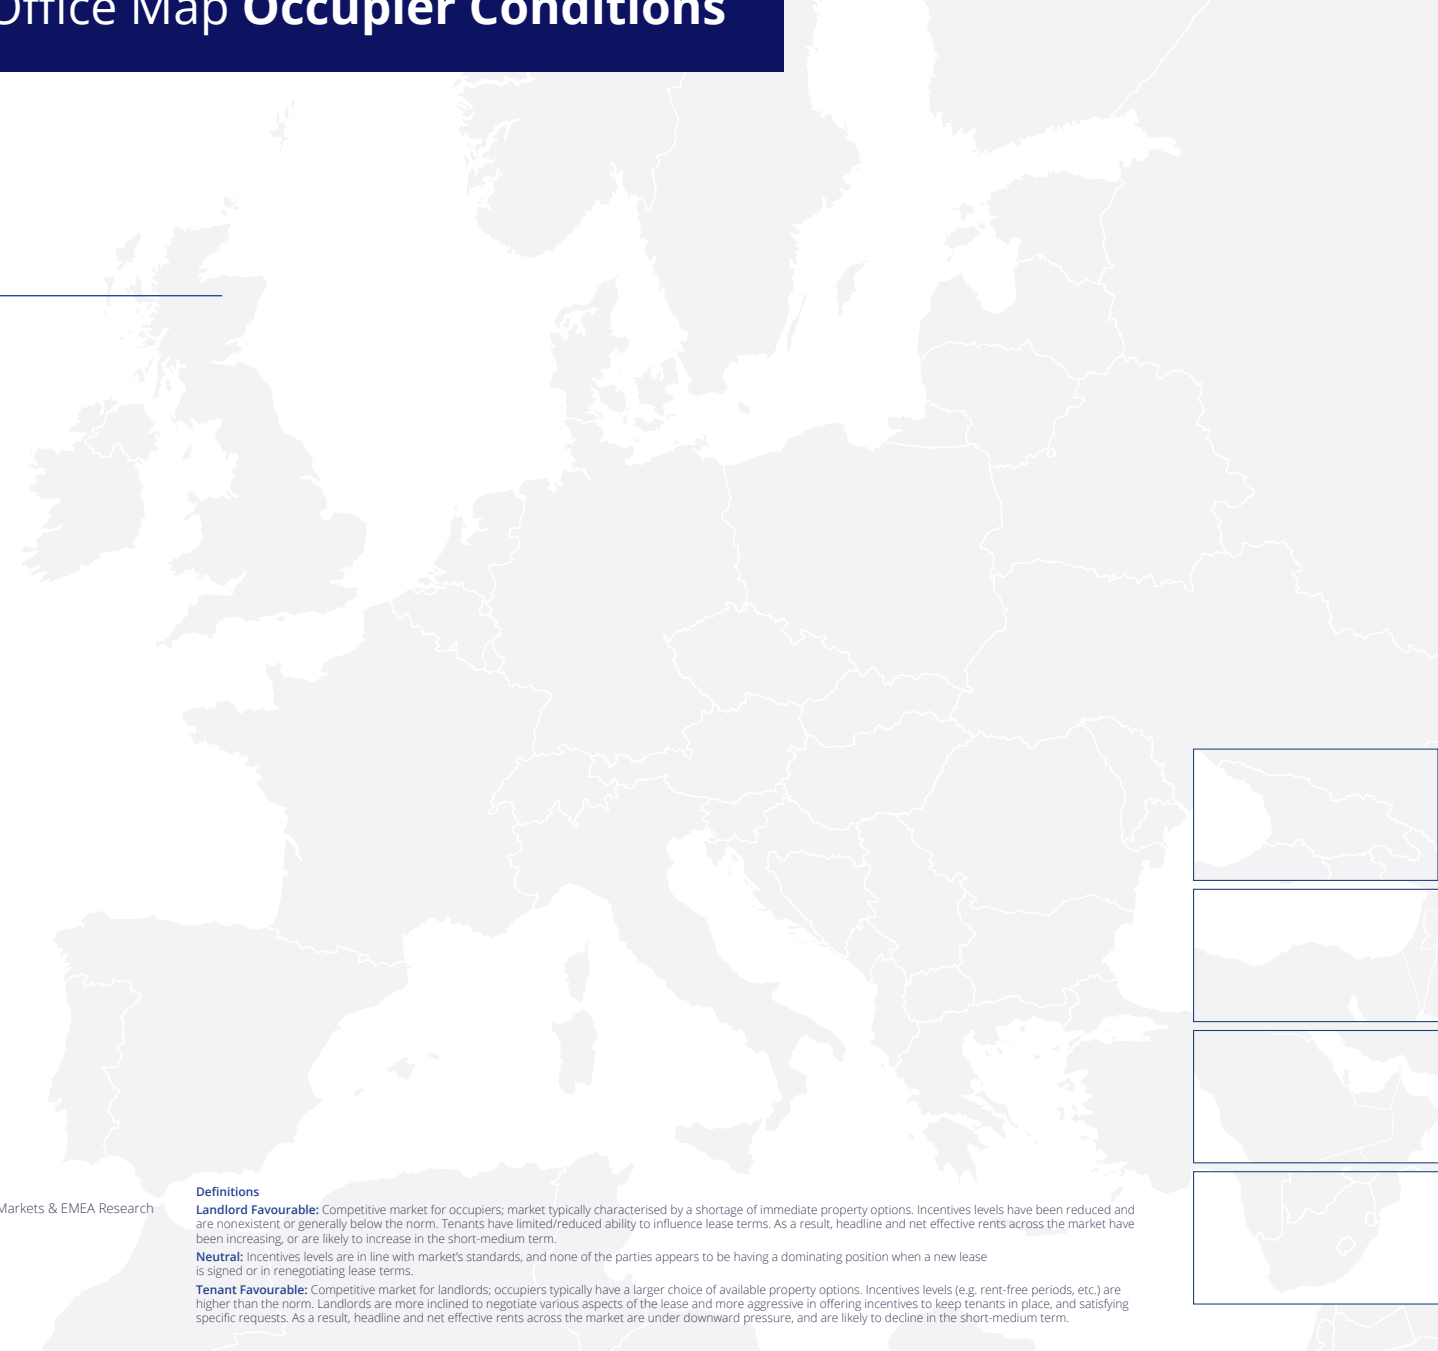 Office Map Occupier Conditions
Markets & EMEA Research
Definitions
Landlord Favourable: Competitive market for occupiers; market typically characterised by a shortage of immediate property options. Incentives levels have been reduced and
are nonexistent or generally below the norm. Tenants have limited/reduced ability to influence lease terms. As a result, headline and net effective rents across the market have
been increasing, or are likely to increase in the short-medium term.
Neutral: Incentives levels are in line with market’s standards, and none of the parties appears to be having a dominating position when a new lease
is signed or in renegotiating lease terms.
Tenant Favourable: Competitive market for landlords; occupiers typically have a larger choice of available property options. Incentives levels (e.g. rent-free periods, etc.) are
higher than the norm. Landlords are more inclined to negotiate various aspects of the lease and more aggressive in offering incentives to keep tenants in place, and satisfying
specific requests. As a result, headline and net effective rents across the market are under downward pressure, and are likely to decline in the short-medium term.